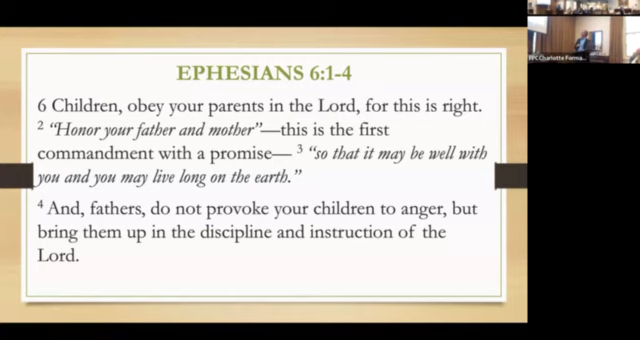 EPHESIANS 6:1-4
6 Children, obey your parents in the Lord, for this is right.
² “Honor your father and mother”—this is the first
commandment with a promise— ³ “so that it may be well with
you and you may live long on the earth.”
⁴ And, fathers, do not provoke your children to anger, but
bring them up in the discipline and instruction of the
Lord.